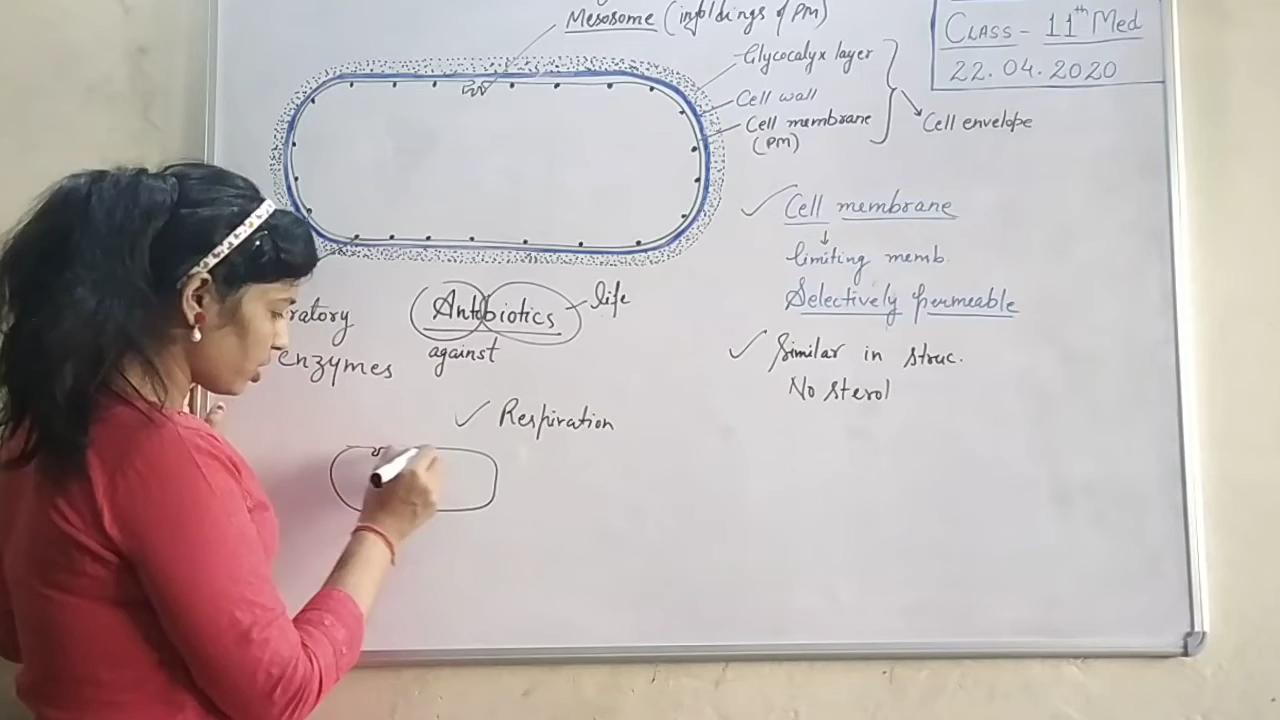 Mesosome (infoldings of PM)
CLASS - 11th Med
22.04.2020
Glycocalyx layer
Cell wall
Cell membrane
(PM)
Cell envelope
✓ Cell membrane
↓
limiting memb.
Selectively permeable
✓ Similar in struc.
No sterol
ratory
enzymes
Antibiotics
life
against
✓ Respiration